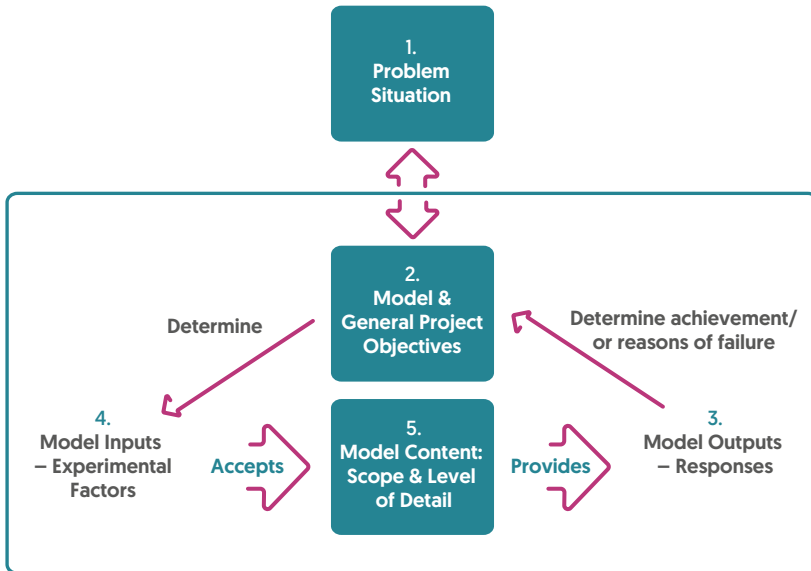 1.
Problem
Situation
2.
Model &
General Project
Objectives
Determine
Determine achievement/
or reasons of failure
4.
Model Inputs
– Experimental
Factors
Accepts
5.
Model Content:
Scope & Level
of Detail
Provides
3.
Model Outputs
– Responses